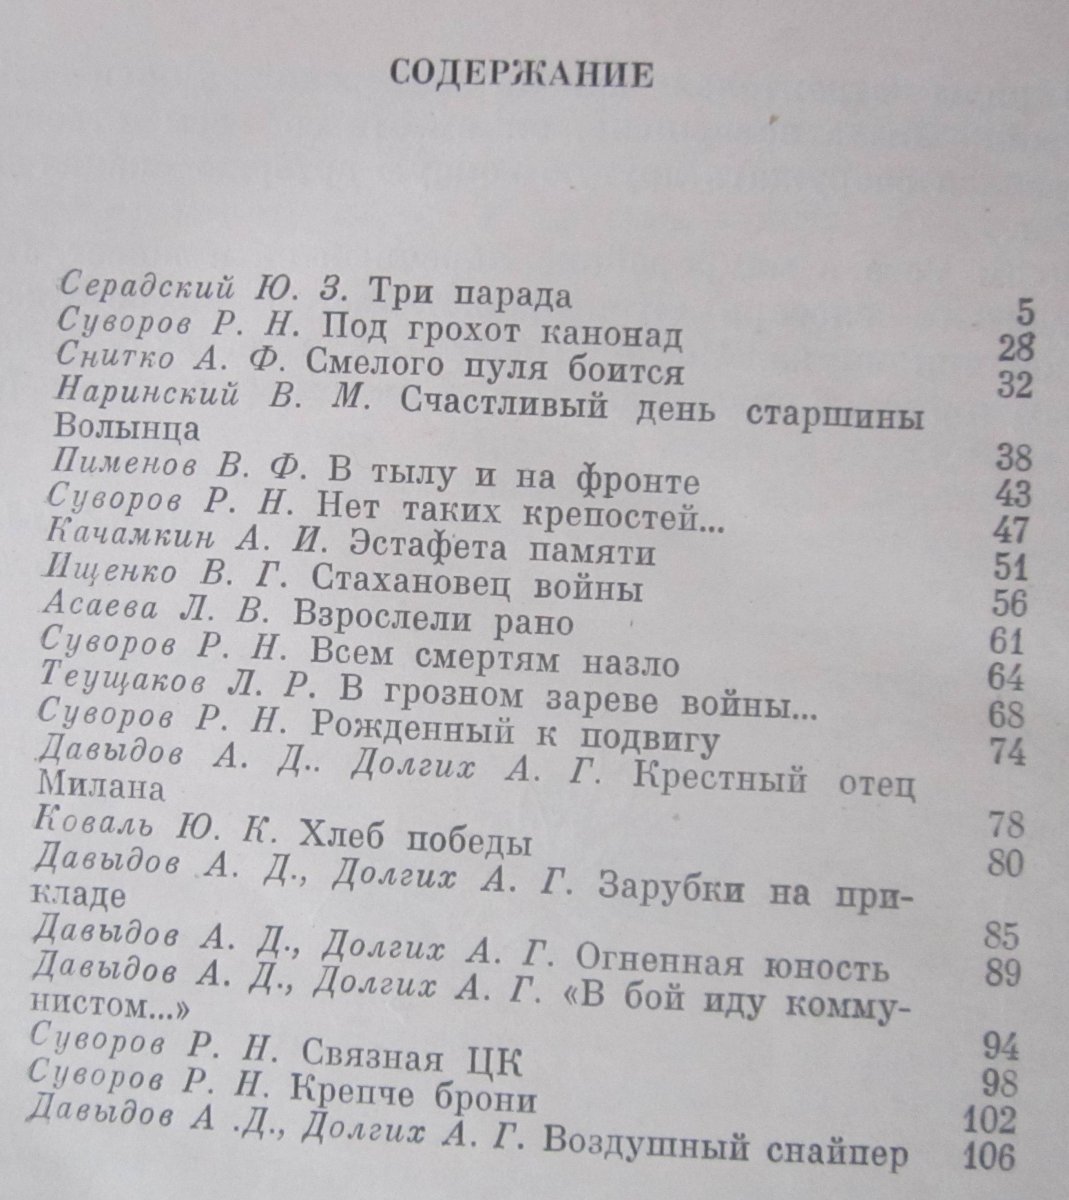 СОДЕРЖАНИЕ
Серадский Ю. З. Три парада 5
Суворов Р. Н. Под грохот канонад 28
Снитко А. Ф. Смелого пуля боится 32
Наринский В. М. Счастливый день старшины
Волынца 38
Пименов В. Ф. В тылу и на фронте 43
Суворов Р. Н. Нет таких крепостей... 47
Качамкин А. И. Эстафета памяти 51
Ищенко В. Г. Стахановец войны 56
Асаева Л. В. Взрослели рано 61
Суворов Р. Н. Всем смертям назло 64
Теущаков Л. Р. В грозном зареве войны... 68
Суворов Р. Н. Рожденный к подвигу 74
Давыдов А. Д.. Долгих А. Г. Крестный отец
Милана 78
Коваль Ю. К. Хлеб победы 80
Давыдов А. Д., Долгих А. Г. Зарубки на при-
кладе 85
Давыдов А. Д., Долгих А. Г. Огненная юность 89
Давыдов А. Д., Долгих А. Г. «В бой иду комму-
нистом...» 94
Суворов Р. Н. Связная ЦК 98
Суворов Р. Н. Крепче брони 102
Давыдов А .Д., Долгих А. Г. Воздушный снайпер 106